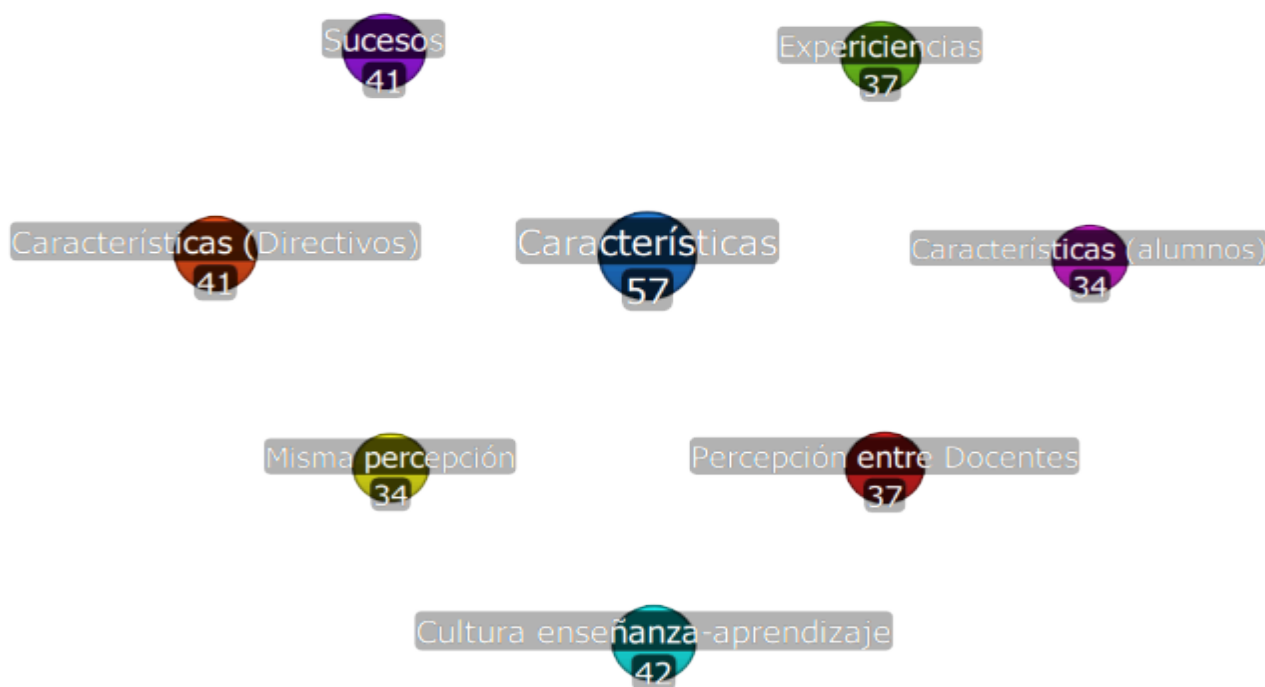 Sucesos
41
Expericiencias
37
Características (Directivos)
41
Características
57
Características (alumnos)
34
Misma percepción
34
Percepción entre Docentes
37
Cultura enseñanza-aprendizaje
42